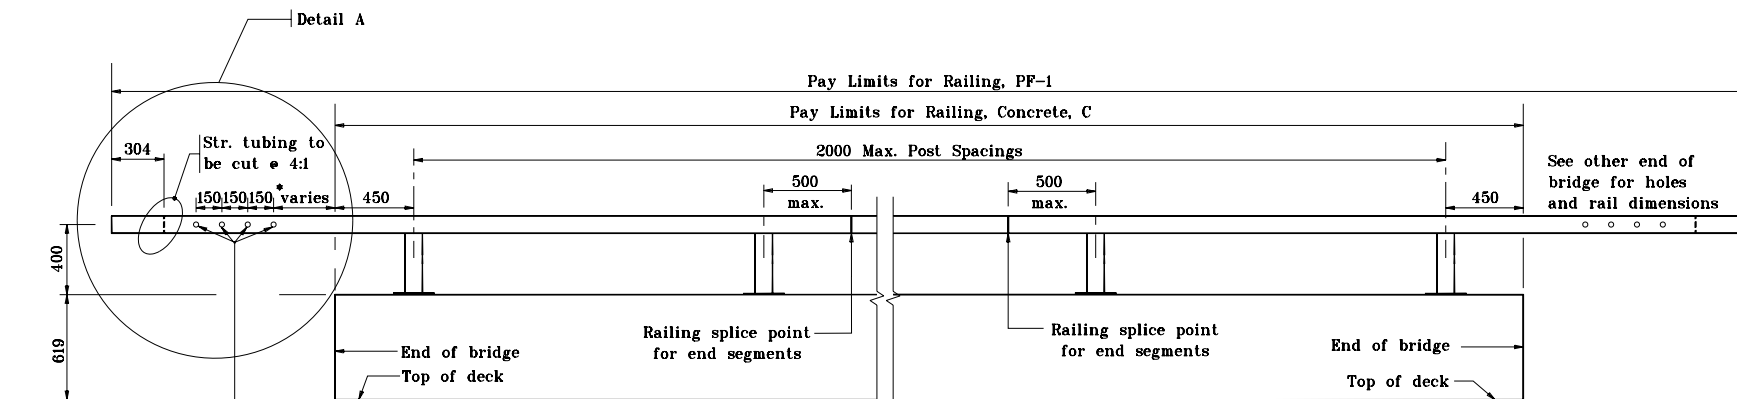 Detail A
Pay Limits for Railing, PF-1
Pay Limits for Railing, Concrete, C
Str. tubing to
be cut @ 4:1
304
2000 Max. Post Spacings
See other end of
bridge for holes
and rail dimensions
500
max.
500
max.
150 150 150 * varies
450
450
400
619
Railing splice point
for end segments
Railing splice point
for end segments
End of bridge
Top of deck
End of bridge
Top of deck